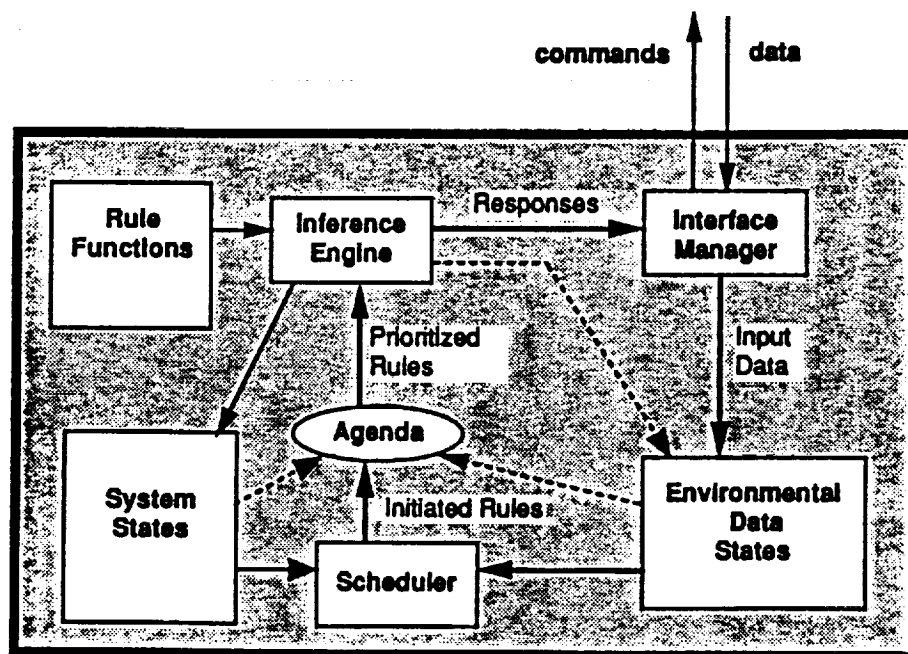 commands
data
Rule
Functions
Inference
Engine
Responses
Interface
Manager
Prioritized
Rules
Input
Data
Agenda
System
States
Initiated Rules
Environmental
Data
States
Scheduler